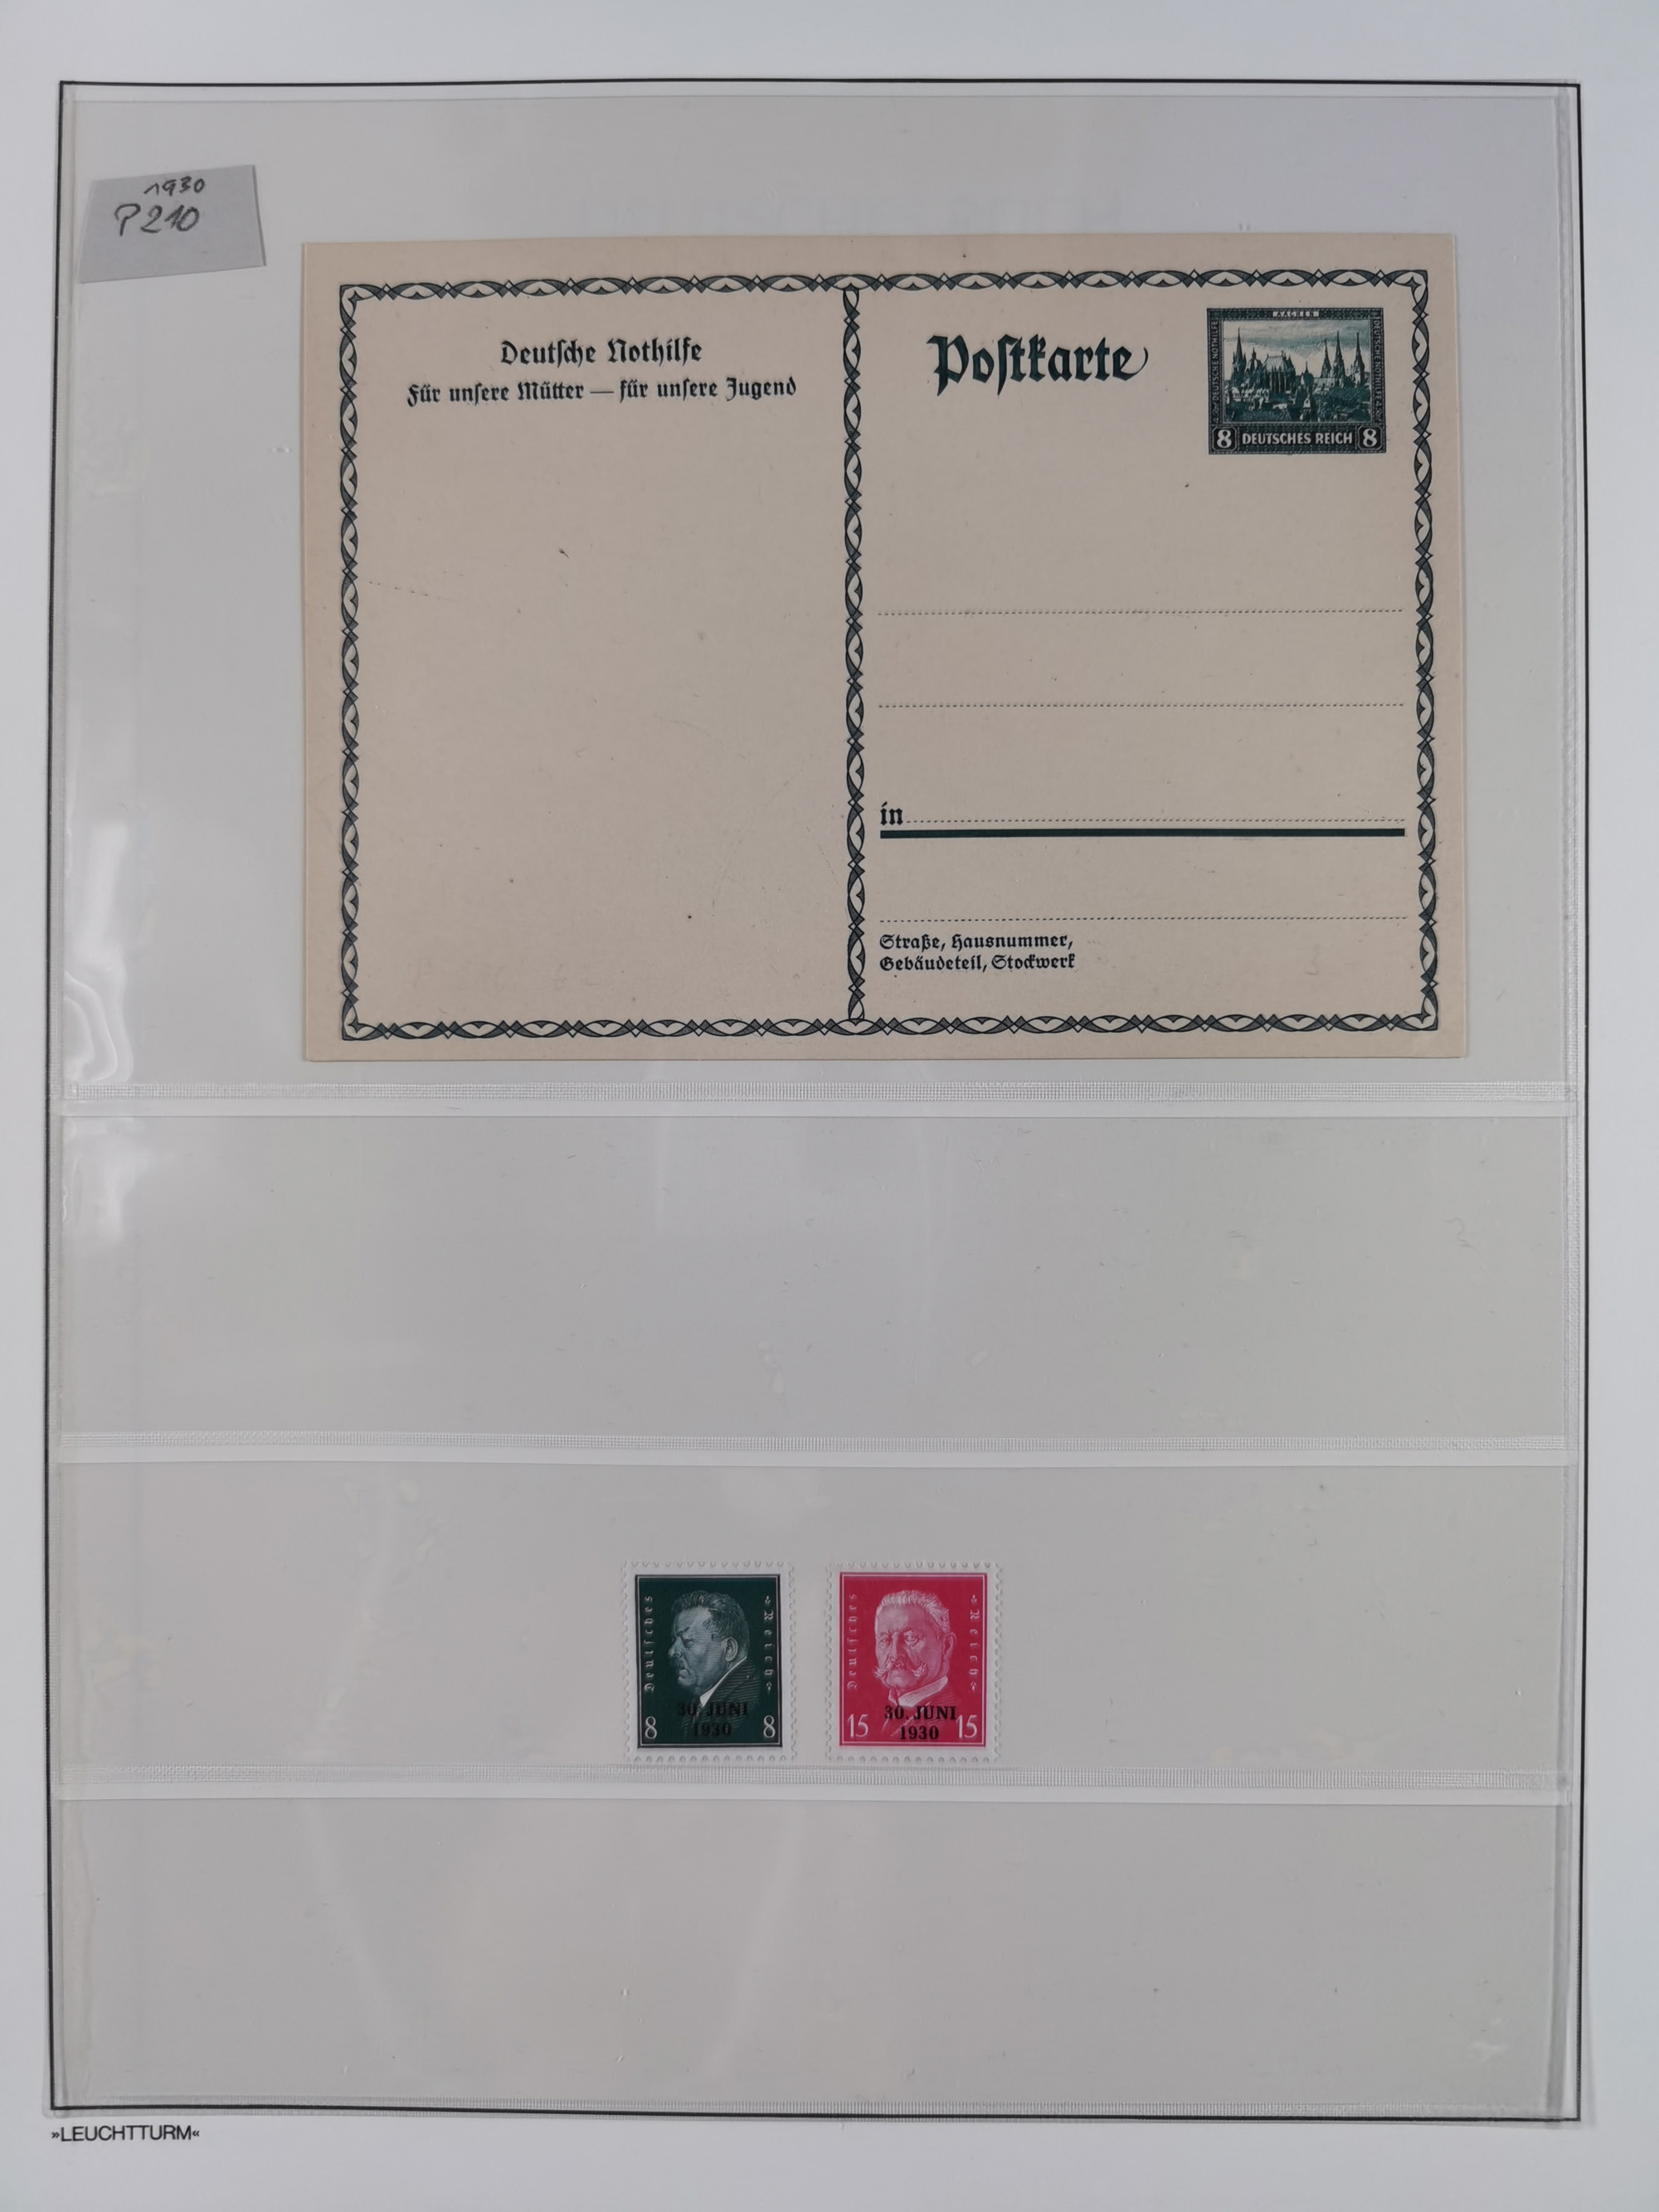 1930
P210
Deutsche Nothilfe
Für unsere Mütter — für unsere Jugend
Postkarte
AACHEN
DEUTSCHE NOTHILFE
DEUTSCHE NOTHILFE
8 DEUTSCHES REICH 8
in
Straße, Hausnummer,
Gebäudeteil, Stockwerk
Deutsches Reich
30. JUNI
1930
8 8
Deutsches Reich
30. JUNI
1930
15 15
»LEUCHTTURM«